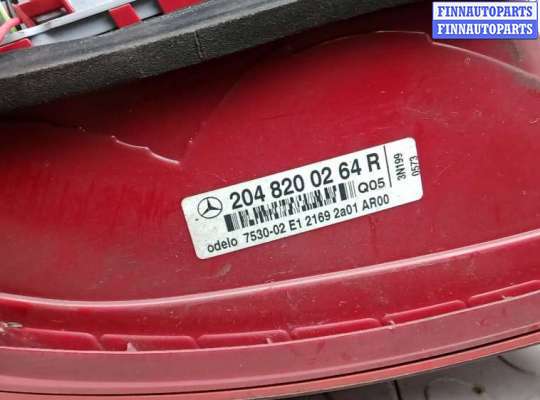 FINNAUTOPARTS
FINNAUTOPARTS
204 820 02 64 R
Q05
odelo 7530-02 E1 2169 2a01 AR00
3N199
0573